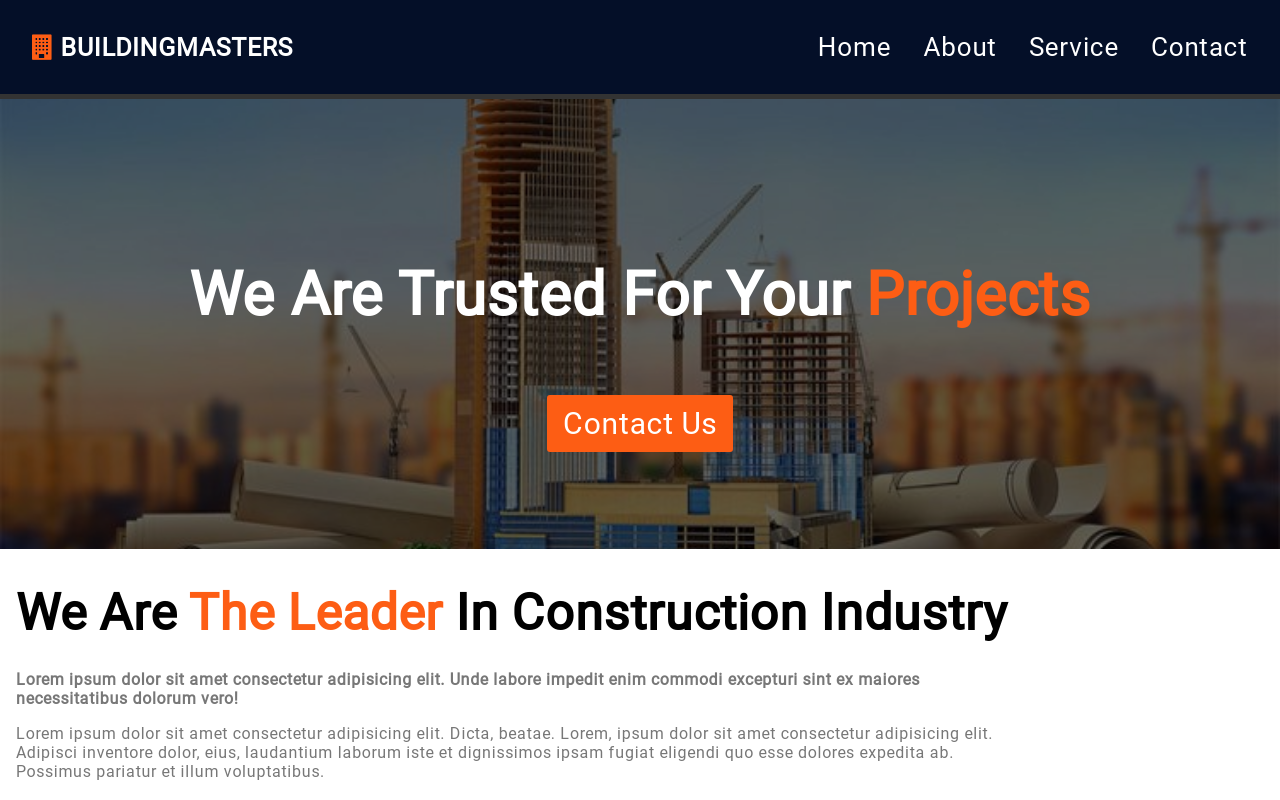 BUILDINGMASTERS
Home About Service Contact
We Are Trusted For Your Projects
Contact Us
We Are The Leader In Construction Industry
Lorem ipsum dolor sit amet consectetur adipisicing elit. Unde labore impedit enim commodi excepturi sint ex maiores
necessitatibus dolorum vero!
Lorem ipsum dolor sit amet consectetur adipisicing elit. Dicta, beatae. Lorem, ipsum dolor sit amet consectetur adipisicing elit.
Adipisci inventore dolor, eius, laudantium laborum iste et dignissimos ipsam fugiat eligendi quo esse dolores expedita ab.
Possimus pariatur et illum voluptatibus.